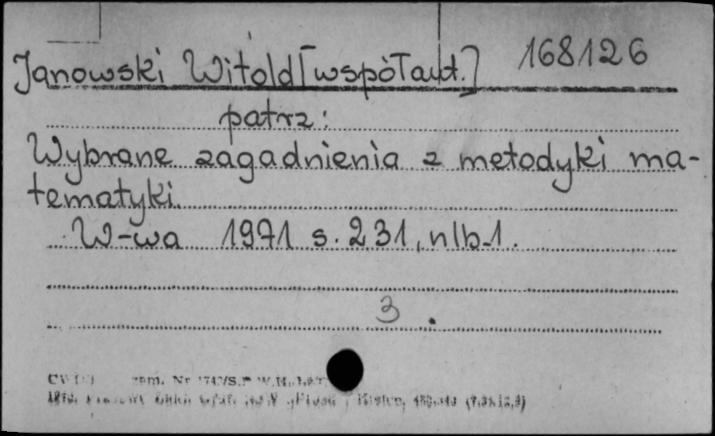 Janowski Witold [współaut.] 168126
patrz:
Wybrane zagadnienia z metodyki ma-
tematyki.
W-wa 1971 s. 231, nlb. 1.
3.